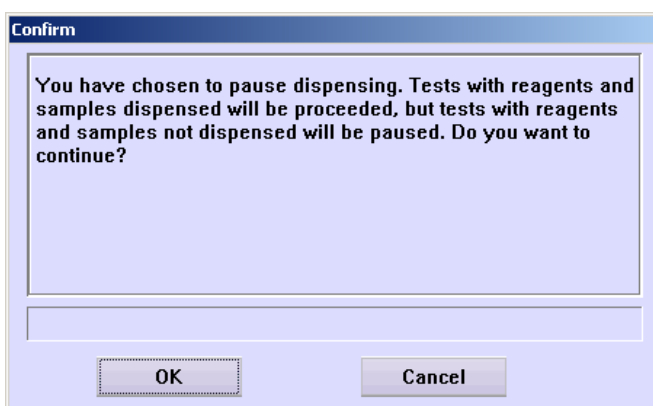 Confirm
You have chosen to pause dispensing. Tests with reagents and
samples dispensed will be proceeded, but tests with reagents
and samples not dispensed will be paused. Do you want to
continue?
OK
Cancel